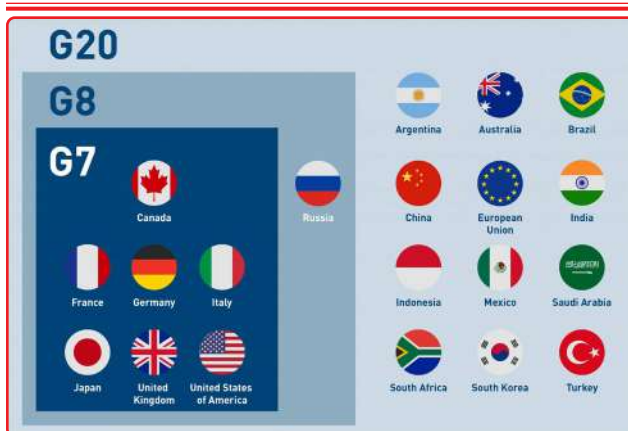 G20
G8
G7
Canada
Russia
France
Germany
Italy
Japan
United
Kingdom
United States
of America
Argentina
Australia
Brazil
China
European
Union
India
Indonesia
Mexico
Saudi Arabia
South Africa
South Korea
Turkey